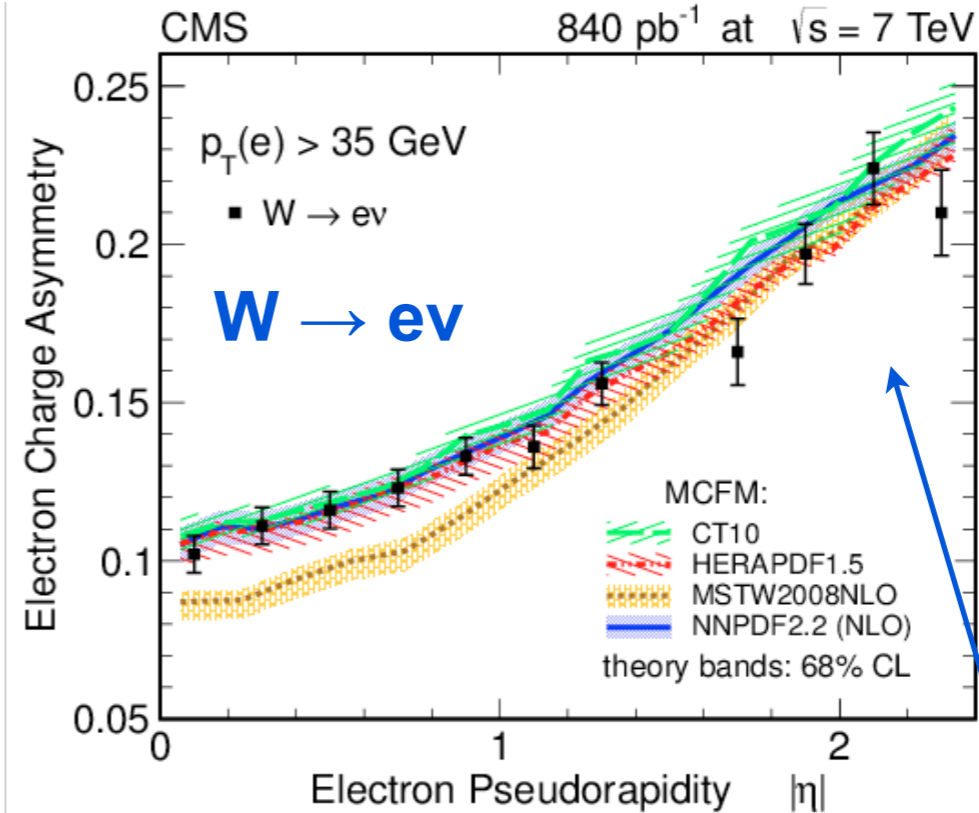 CMS 840 pb⁻¹ at √s = 7 TeV
0.25
p_T(e) > 35 GeV
W → eν
0.2
W → eν
0.15
MCFM:
CT10
0.1
HERAPDF1.5
MSTW2008NLO
NNPDF2.2 (NLO)
theory bands: 68% CL
0.05
0 1 2
Electron Pseudorapidity |η|
Electron Charge Asymmetry